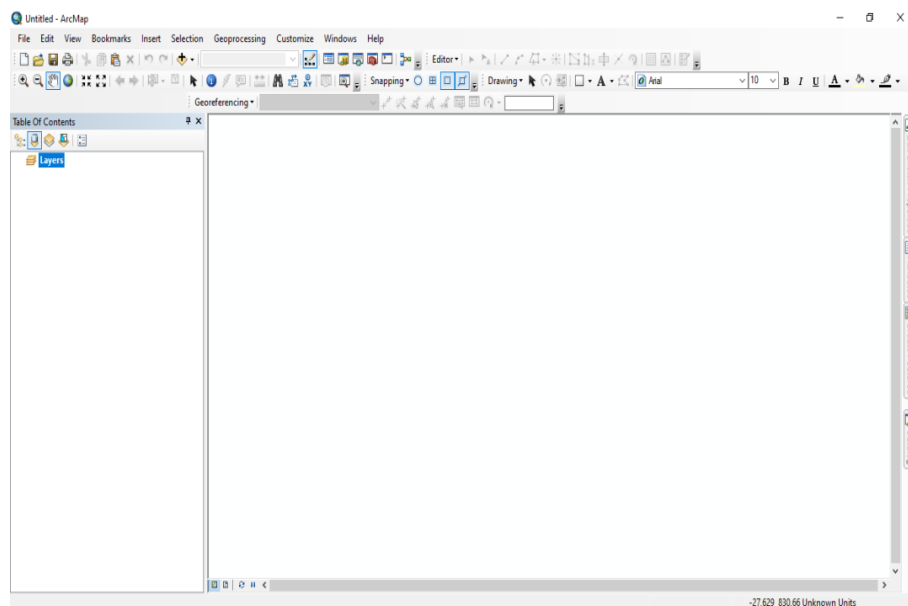 Untitled - ArcMap
File Edit View Bookmarks Insert Selection Geoprocessing Customize Windows Help
Editor
Snapping Drawing A Arial 10 B I U A
Georeferencing
Table Of Contents
Layers
-27.629 830.66 Unknown Units